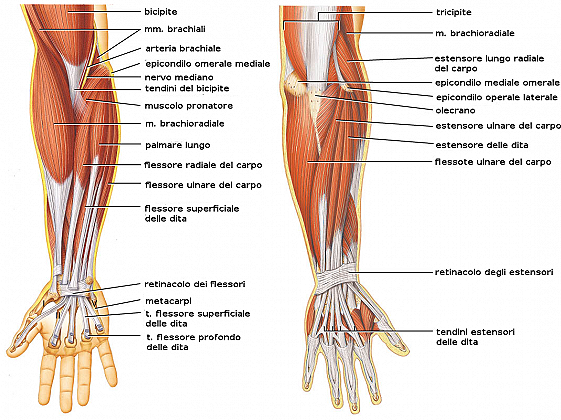 bicipite
mm. brachiali
arteria brachiale
epicondilo omerale mediale
nervo mediano
tendini del bicipite
muscolo pronatore
m. brachioradiale
palmare lungo
flessore radiale del carpo
flessore ulnare del carpo
flessore superficiale
delle dita
retinacolo dei flessori
metacarpi
t. flessore superficiale
delle dita
t. flessore profondo
delle dita
tricipite
m. brachioradiale
estensore lungo radiale
del carpo
epicondilo mediale omerale
epicondilo operale laterale
olecrano
estensore ulnare del carpo
estensore delle dita
flessote ulnare del carpo
retinacolo degli estensori
tendini estensori
delle dita